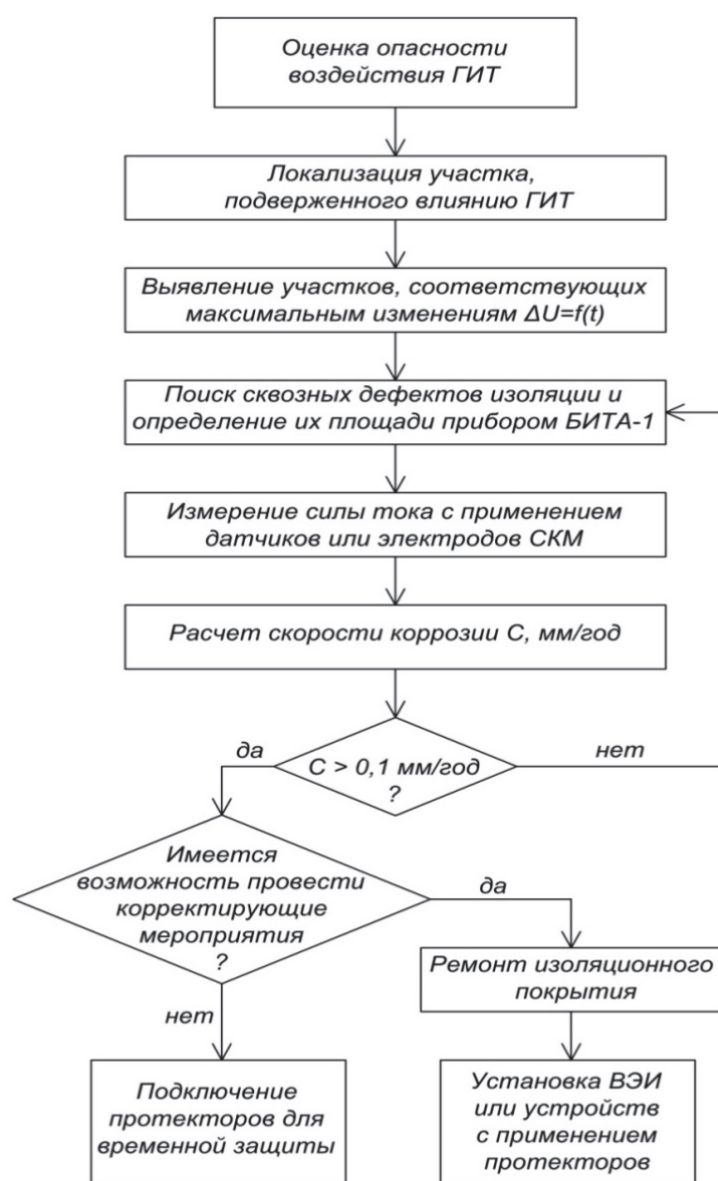 Оценка опасности
воздействия ГИТ
Локализация участка,
подверженного влиянию ГИТ
Выявление участков, соответствующих
максимальным изменениям ΔU=f(t)
Поиск сквозных дефектов изоляции и
определение их площади прибором БИТА-1
Измерение силы тока с применением
датчиков или электродов СКМ
Расчет скорости коррозии С, мм/год
да
С > 0,1 мм/год
?
нет
Имеется
возможность провести
корректирующие
мероприятия
?
да
Ремонт изоляционного
покрытия
нет
Подключение
протекторов для
временной защиты
Установка ВЭИ
или устройств
с применением
протекторов